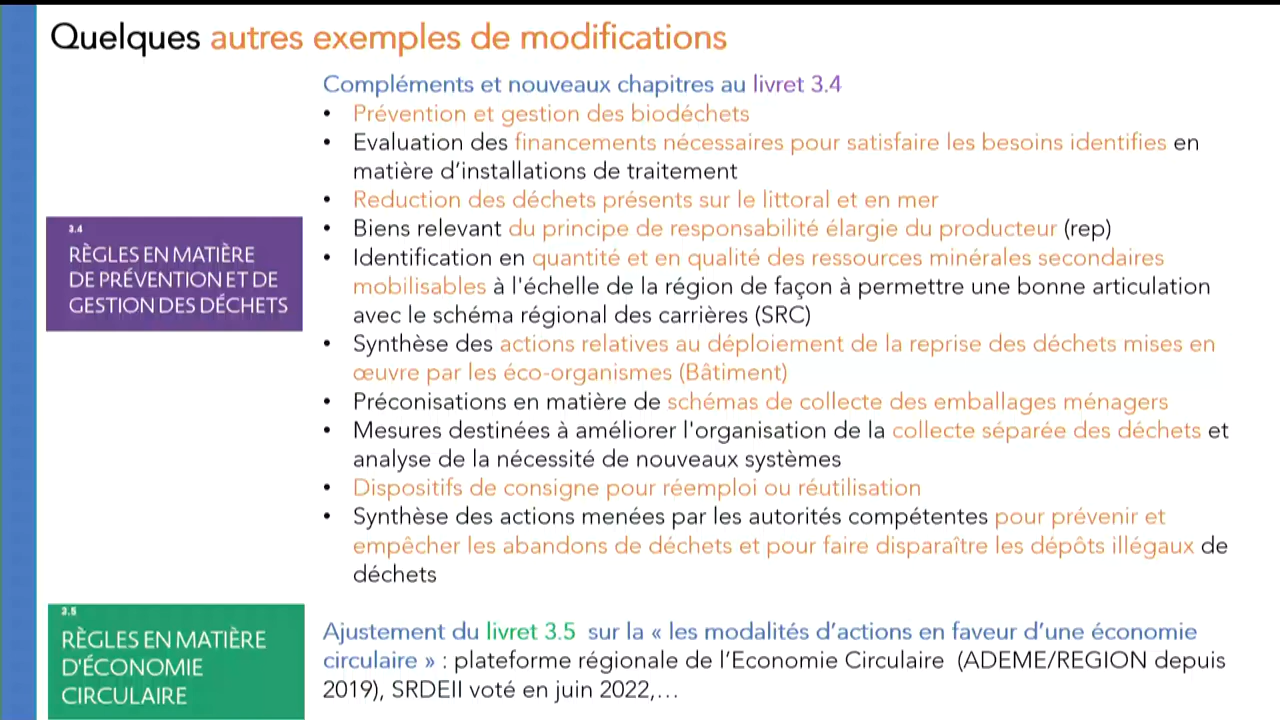 Quelques autres exemples de modifications
Compléments et nouveaux chapitres au livret 3.4
• Prévention et gestion des biodéchets
• Evaluation des financements nécessaires pour satisfaire les besoins identifies en
matière d’installations de traitement
• Reduction des déchets présents sur le littoral et en mer
• Biens relevant du principe de responsabilité élargie du producteur (rep)
• Identification en quantité et en qualité des ressources minérales secondaires
mobilisables à l'échelle de la région de façon à permettre une bonne articulation
avec le schéma régional des carrières (SRC)
• Synthèse des actions relatives au déploiement de la reprise des déchets mises en
œuvre par les éco-organismes (Bâtiment)
• Préconisations en matière de schémas de collecte des emballages ménagers
• Mesures destinées à améliorer l'organisation de la collecte séparée des déchets et
analyse de la nécessité de nouveaux systèmes
• Dispositifs de consigne pour réemploi ou réutilisation
• Synthèse des actions menées par les autorités compétentes pour prévenir et
empêcher les abandons de déchets et pour faire disparaître les dépôts illégaux de
déchets
3.4
RÈGLES EN MATIÈRE
DE PRÉVENTION ET DE
GESTION DES DÉCHETS
3.5
RÈGLES EN MATIÈRE
D'ÉCONOMIE
CIRCULAIRE
Ajustement du livret 3.5 sur la « les modalités d’actions en faveur d’une économie
circulaire » : plateforme régionale de l’Economie Circulaire (ADEME/REGION depuis
2019), SRDEII voté en juin 2022,…